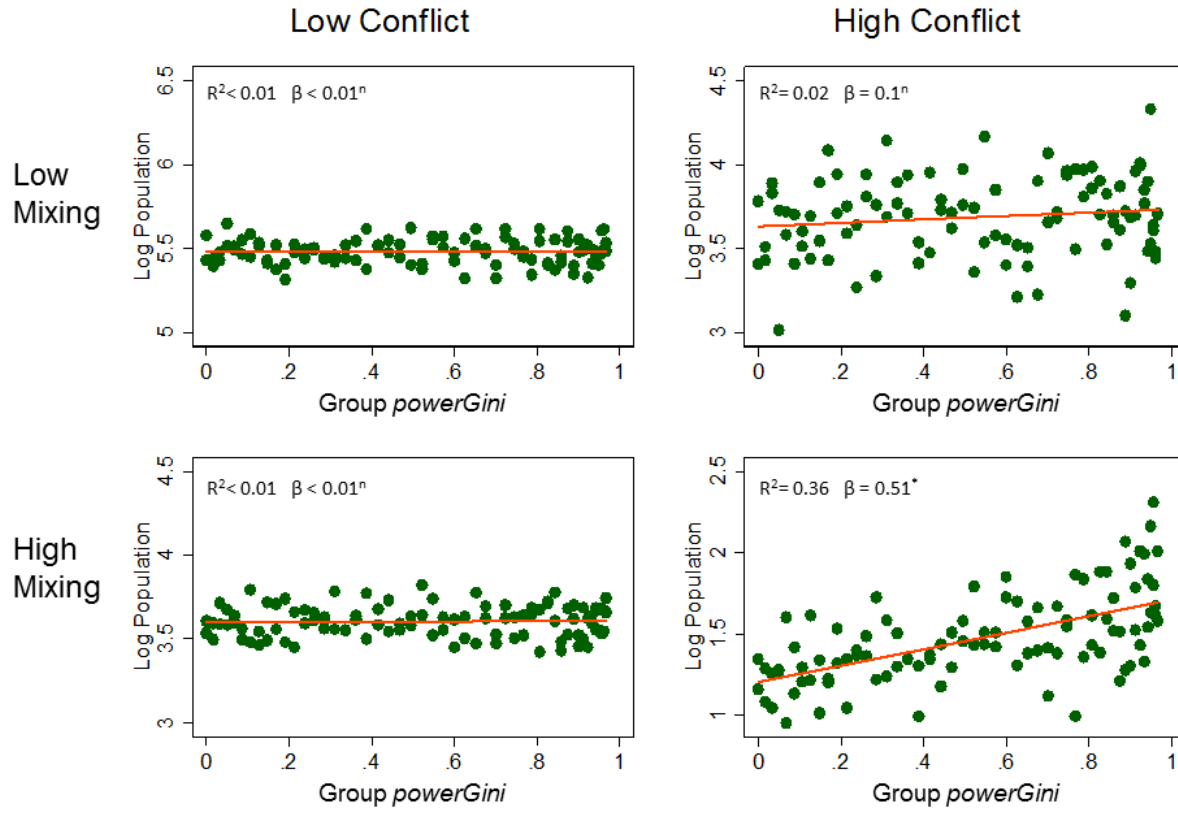 Low Conflict
High Conflict
Low
Mixing
R²< 0.01 β < 0.01ⁿ
Log Population
6.5
6
5.5
5
0 .2 .4 .6 .8 1
Group powerGini
R²= 0.02 β = 0.1ⁿ
Log Population
4.5
4
3.5
3
0 .2 .4 .6 .8 1
Group powerGini
High
Mixing
R²< 0.01 β < 0.01ⁿ
Log Population
4.5
4
3.5
3
0 .2 .4 .6 .8 1
Group powerGini
R²= 0.36 β = 0.51*
Log Population
2.5
2
1.5
1
0 .2 .4 .6 .8 1
Group powerGini